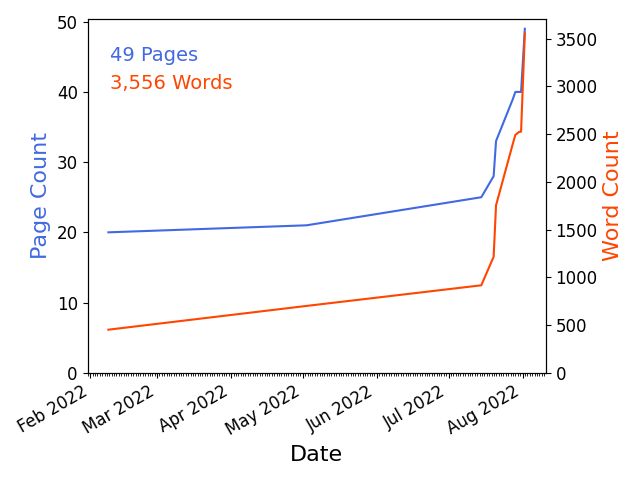 49 Pages
3,556 Words
Page Count
50
40
30
20
10
0
Word Count
3500
3000
2500
2000
1500
1000
500
0
Feb 2022
Mar 2022
Apr 2022
May 2022
Jun 2022
Jul 2022
Aug 2022
Date